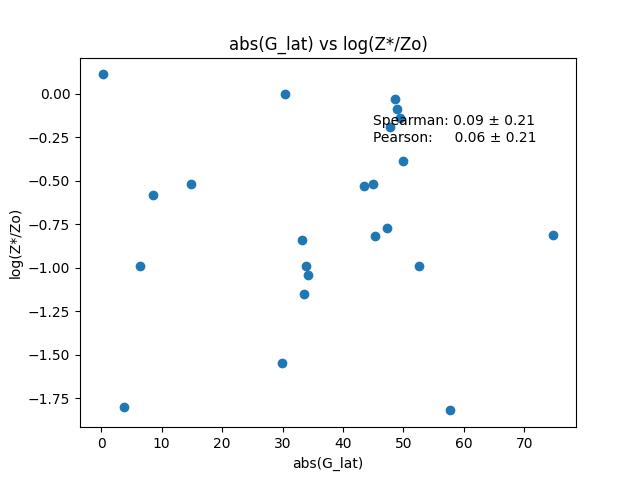 abs(G_lat) vs log(Z*/Zo)
0.00
−0.25
−0.50
−0.75
−1.00
−1.25
−1.50
−1.75
log(Z*/Zo)
Spearman: 0.09 ± 0.21
Pearson: 0.06 ± 0.21
0 10 20 30 40 50 60 70
abs(G_lat)